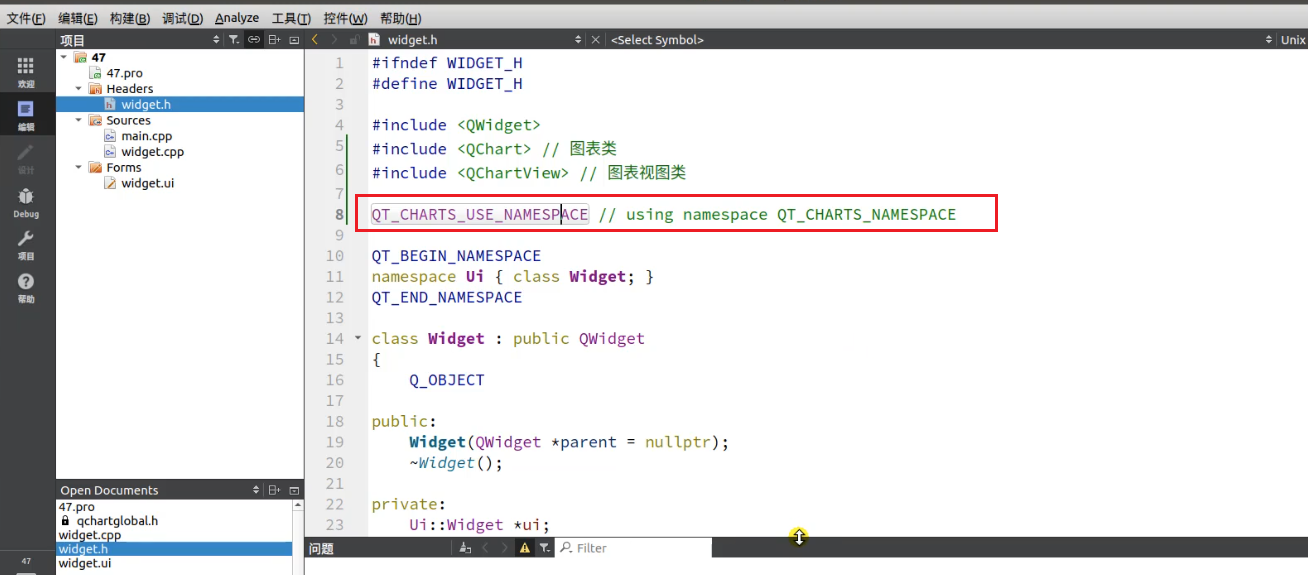 文件(F) 编辑(E) 构建(B) 调试(D) Analyze 工具(T) 控件(W) 帮助(H)
项目
widget.h
<Select Symbol>
Unix
欢迎
编辑
设计
Debug
项目
帮助
47
47
47.pro
Headers
widget.h
Sources
main.cpp
widget.cpp
Forms
widget.ui
Open Documents
47.pro
qchartglobal.h
widget.cpp
widget.h
widget.ui
1 #ifndef WIDGET_H
2 #define WIDGET_H
3
4 #include <QWidget>
5 #include <QChart> // 图表类
6 #include <QChartView> // 图表视图类
7
8 QT_CHARTS_USE_NAMESPACE // using namespace QT_CHARTS_NAMESPACE
9
10 QT_BEGIN_NAMESPACE
11 namespace Ui { class Widget; }
12 QT_END_NAMESPACE
13
14 class Widget : public QWidget
15 {
16 Q_OBJECT
17
18 public:
19 Widget(QWidget *parent = nullptr);
20 ~Widget();
21
22 private:
23 Ui::Widget *ui;
问题
Filter